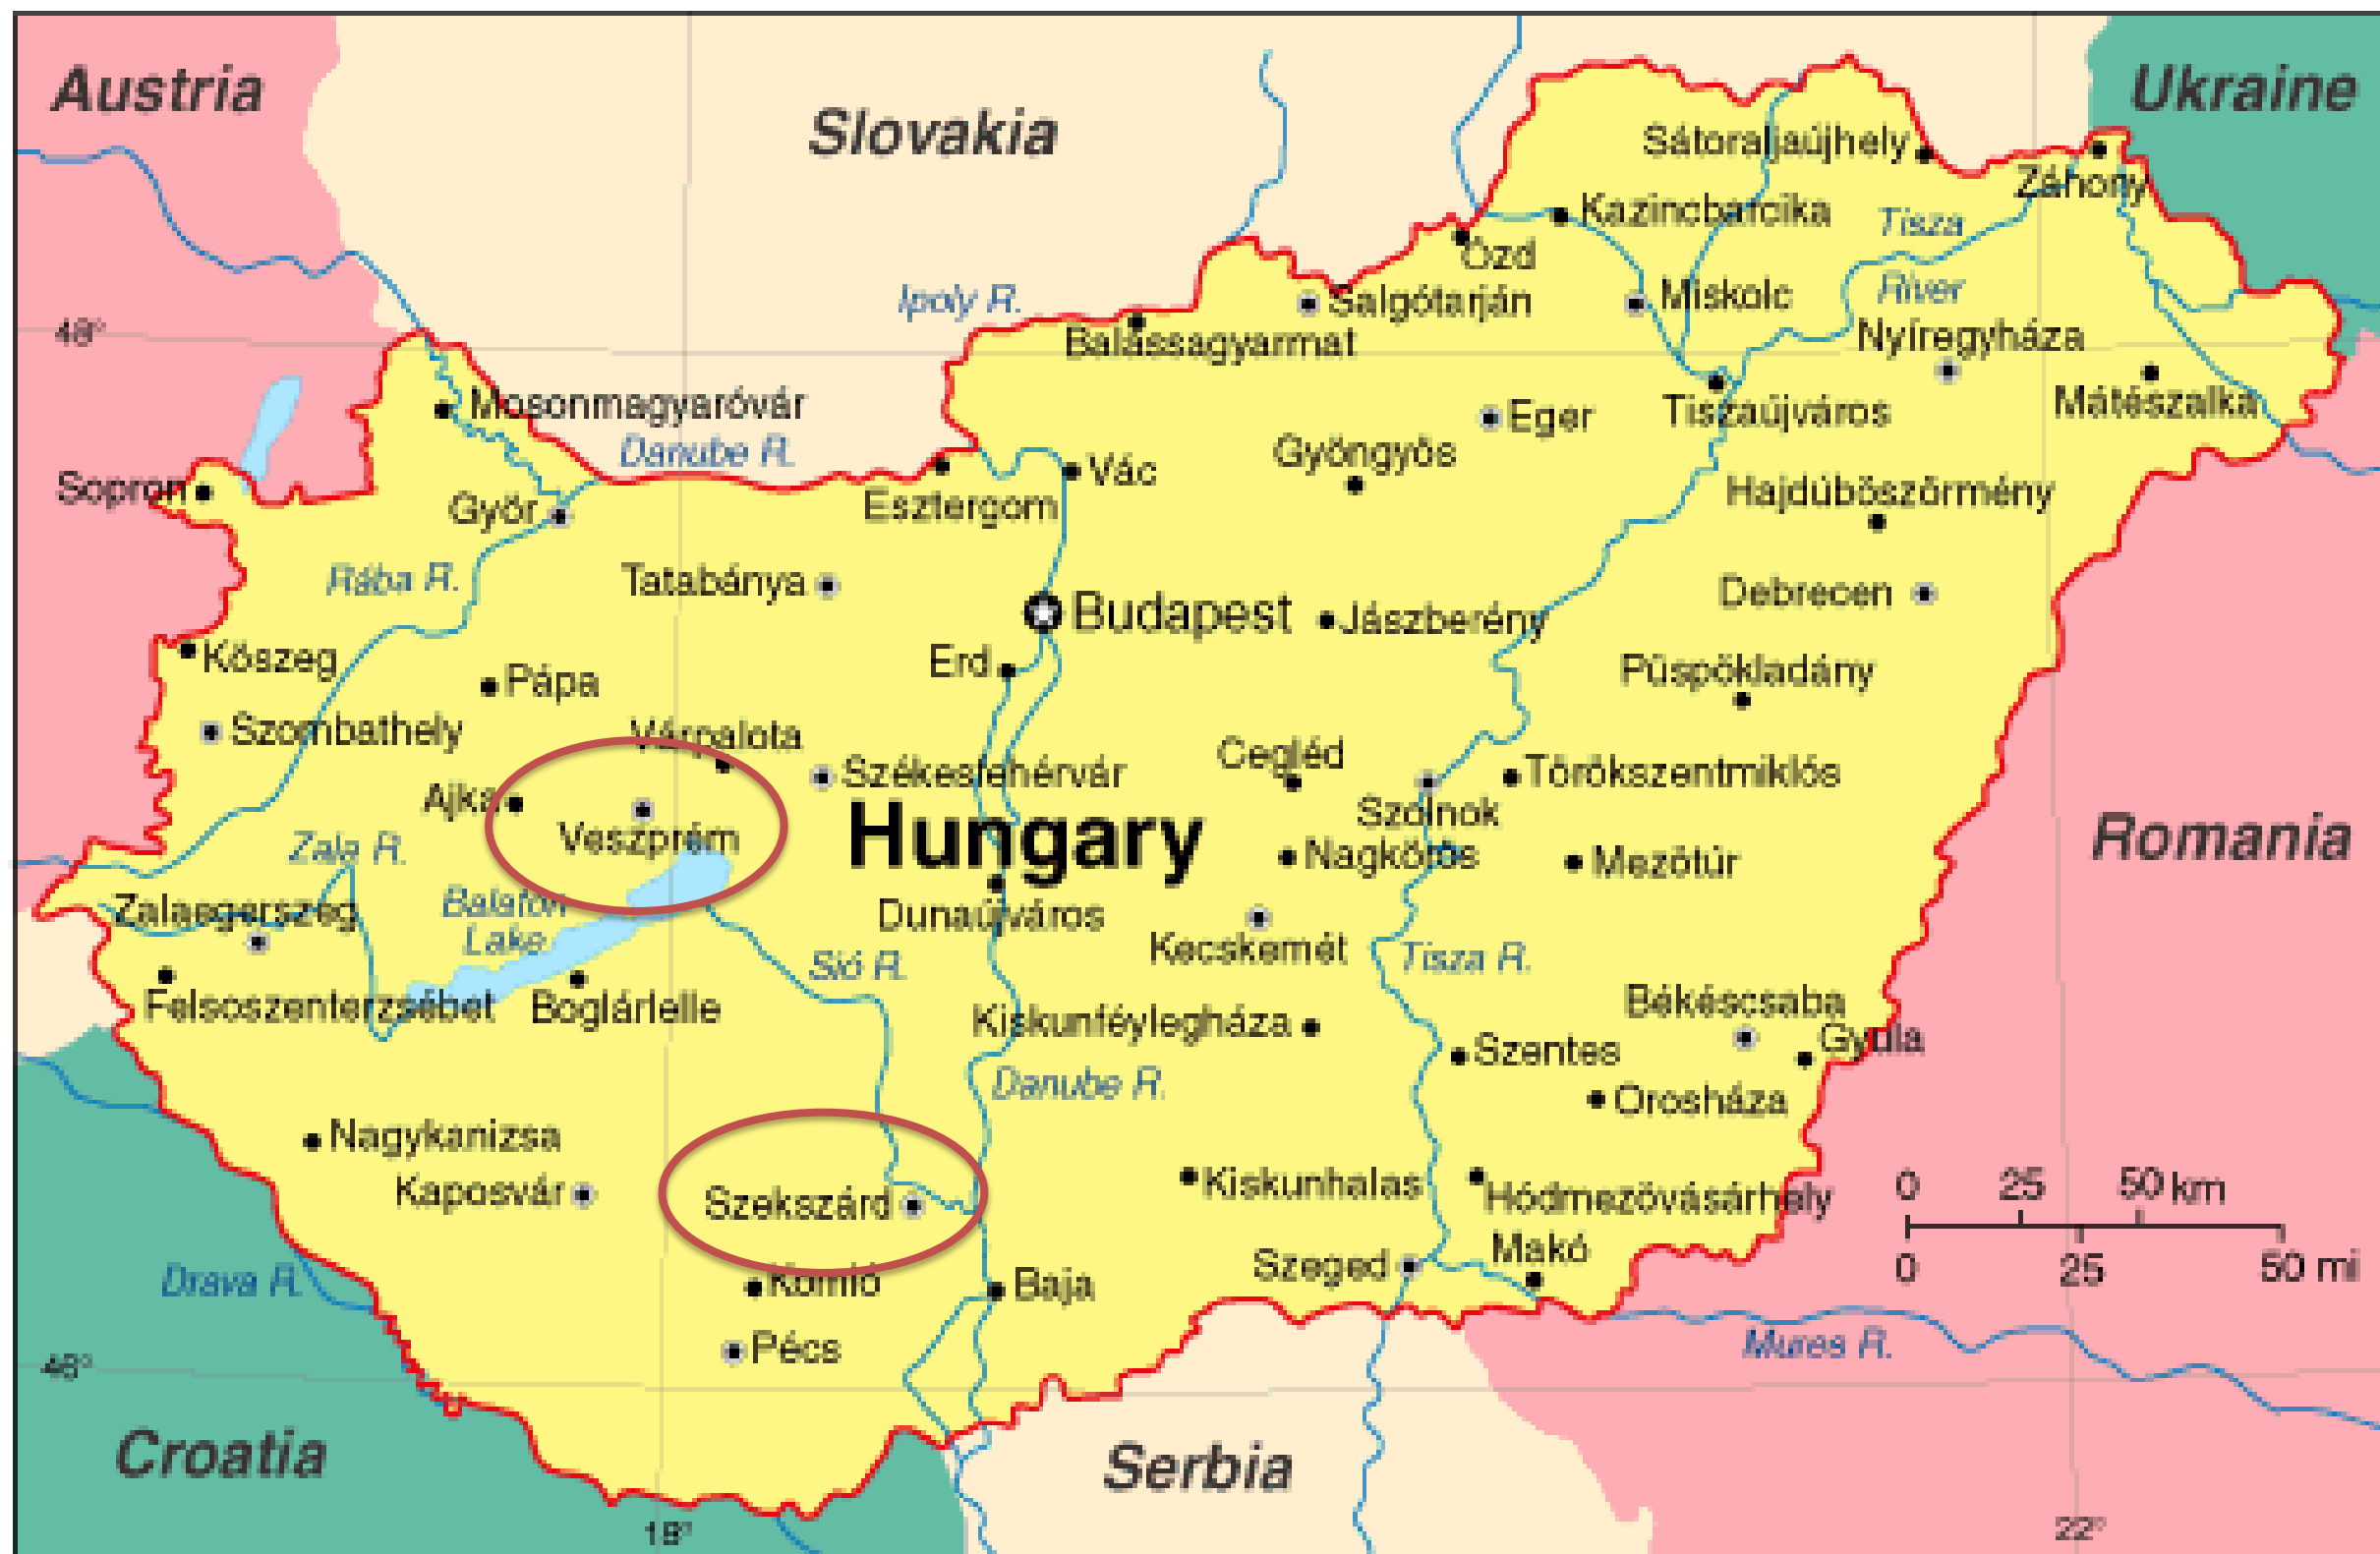 Austria
Slovakia
Ukraine
Sátoraljaújhely
Záhony
Kazincbarcika
Tisza
River
Ózd
Ipoly R.
Salgótarján
Miskolc
48°
Balassagyarmat
Nyíregyháza
Mosonmagyaróvár
Tiszaújváros
Mátészalka
Eger
Danube R.
Gyöngyös
Vác
Sopron
Győr
Esztergom
Hajdúböszörmény
Rába R.
Tatabánya
Debrecen
Budapest
Jászberény
Kőszeg
Erd
Pápa
Püspökladány
Szombathely
Várpalota
Székesfehérvár
Cegléd
Törökszentmiklós
Ajka
Szolnok
Veszprém
Hungary
Romania
Zala R.
Nagkőrös
Mezőtúr
Zalaegerszeg
Balaton
Lake
Dunaújváros
Kecskemét
Tisza R.
Sió R.
Felsoszenterzsébet
Boglárlelle
Békéscsaba
Kiskunféylegháza
Gyula
Szentes
Danube R.
Orosháza
Nagykanizsa
Kaposvár
Szekszárd
Kiskunhalas
Hódmezővásárhely
0 25 50 km
0 25 50 mi
Makó
Szeged
Drava R.
Komló
Baja
Pécs
Mures R.
46°
Croatia
Serbia
18°
22°